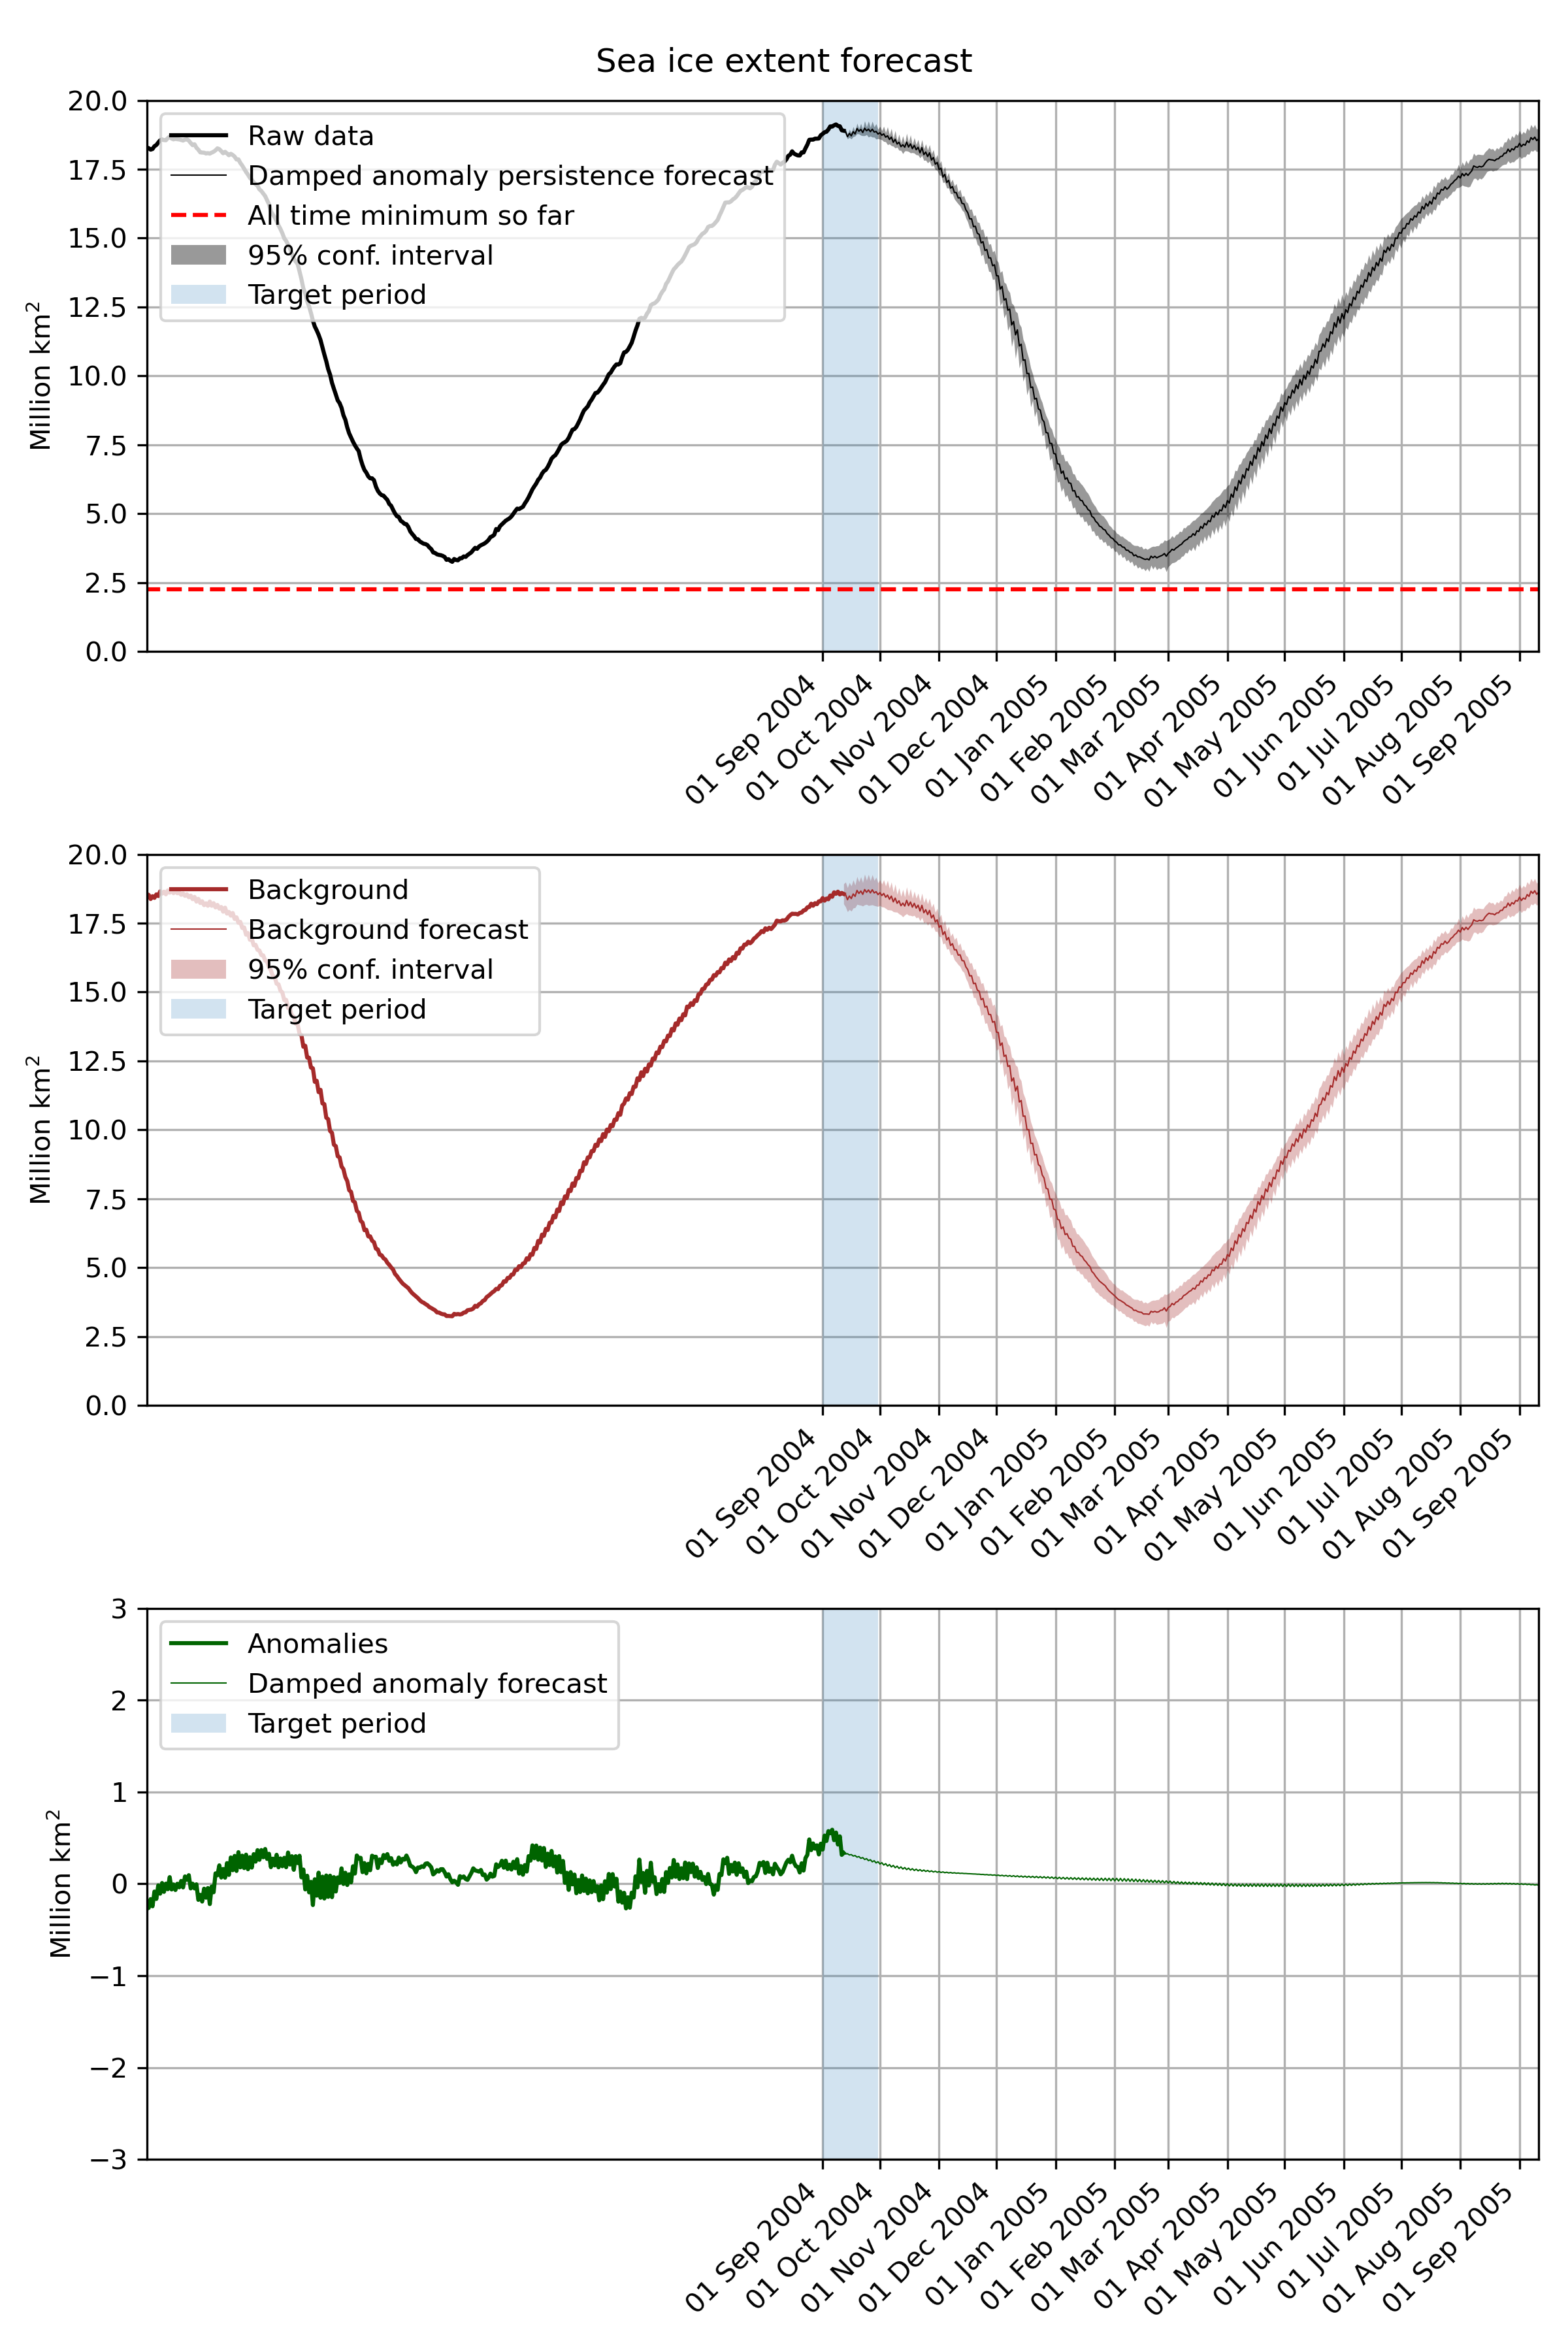 Sea ice extent forecast
20.0
17.5
15.0
12.5
10.0
7.5
5.0
2.5
0.0
Million km²
Raw data
Damped anomaly persistence forecast
All time minimum so far
95% conf. interval
Target period
01 Sep 2004
01 Oct 2004
01 Nov 2004
01 Dec 2004
01 Jan 2005
01 Feb 2005
01 Mar 2005
01 Apr 2005
01 May 2005
01 Jun 2005
01 Jul 2005
01 Aug 2005
01 Sep 2005
20.0
17.5
15.0
12.5
10.0
7.5
5.0
2.5
0.0
Million km²
Background
Background forecast
95% conf. interval
Target period
01 Sep 2004
01 Oct 2004
01 Nov 2004
01 Dec 2004
01 Jan 2005
01 Feb 2005
01 Mar 2005
01 Apr 2005
01 May 2005
01 Jun 2005
01 Jul 2005
01 Aug 2005
01 Sep 2005
3
2
1
0
−1
−2
−3
Million km²
Anomalies
Damped anomaly forecast
Target period
01 Sep 2004
01 Oct 2004
01 Nov 2004
01 Dec 2004
01 Jan 2005
01 Feb 2005
01 Mar 2005
01 Apr 2005
01 May 2005
01 Jun 2005
01 Jul 2005
01 Aug 2005
01 Sep 2005